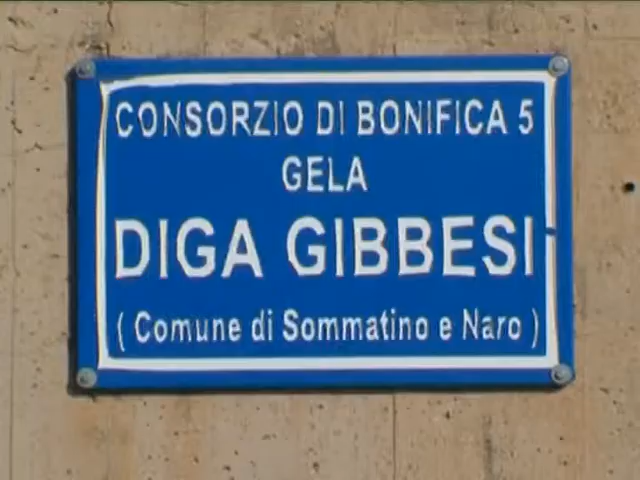 CONSORZIO DI BONIFICA 5
GELA
DIGA GIBBESI
( Comune di Sommatino e Naro )